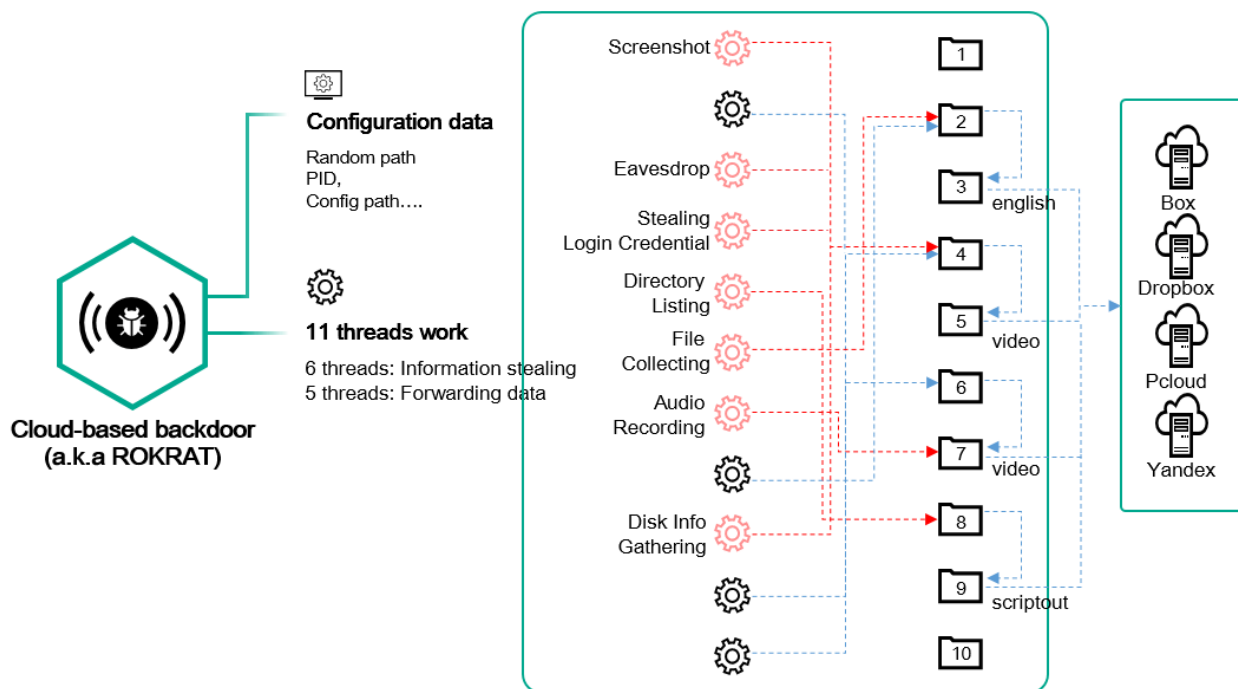 Cloud-based backdoor
(a.k.a ROKRAT)
Configuration data
Random path
PID,
Config path....
11 threads work
6 threads: Information stealing
5 threads: Forwarding data
Screenshot
Eavesdrop
Stealing
Login Credential
Directory
Listing
File
Collecting
Audio
Recording
Disk Info
Gathering
1
2
3
english
4
5
video
6
7
video
8
9
scriptout
10
Box
Dropbox
Pcloud
Yandex